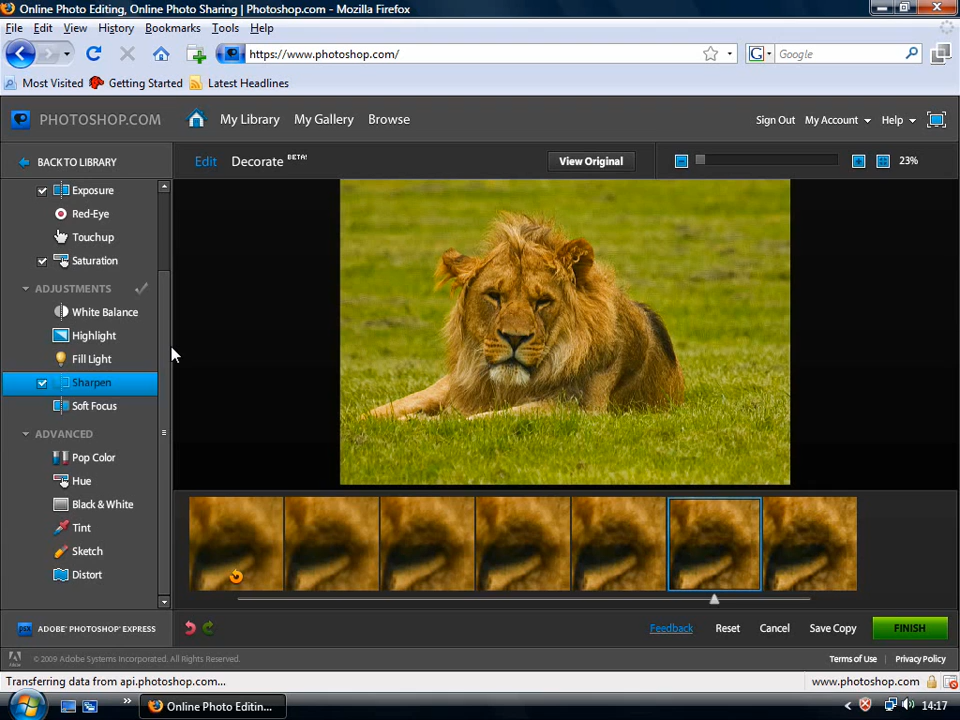 Online Photo Editing, Online Photo Sharing | Photoshop.com - Mozilla Firefox
File Edit View History Bookmarks Tools Help
https://www.photoshop.com/
G Google
Most Visited Getting Started Latest Headlines
PHOTOSHOP.COM My Library My Gallery Browse Sign Out My Account Help
BACK TO LIBRARY Edit Decorate BETA! View Original 23%
Exposure
Red-Eye
Touchup
Saturation
ADJUSTMENTS
White Balance
Highlight
Fill Light
Sharpen
Soft Focus
ADVANCED
Pop Color
Hue
Black & White
Tint
Sketch
Distort
PSX ADOBE® PHOTOSHOP® EXPRESS Feedback Reset Cancel Save Copy FINISH
© 2009 Adobe Systems Incorporated. All Rights Reserved. Terms of Use Privacy Policy
Transferring data from api.photoshop.com... www.photoshop.com
Online Photo Editin... 14:17